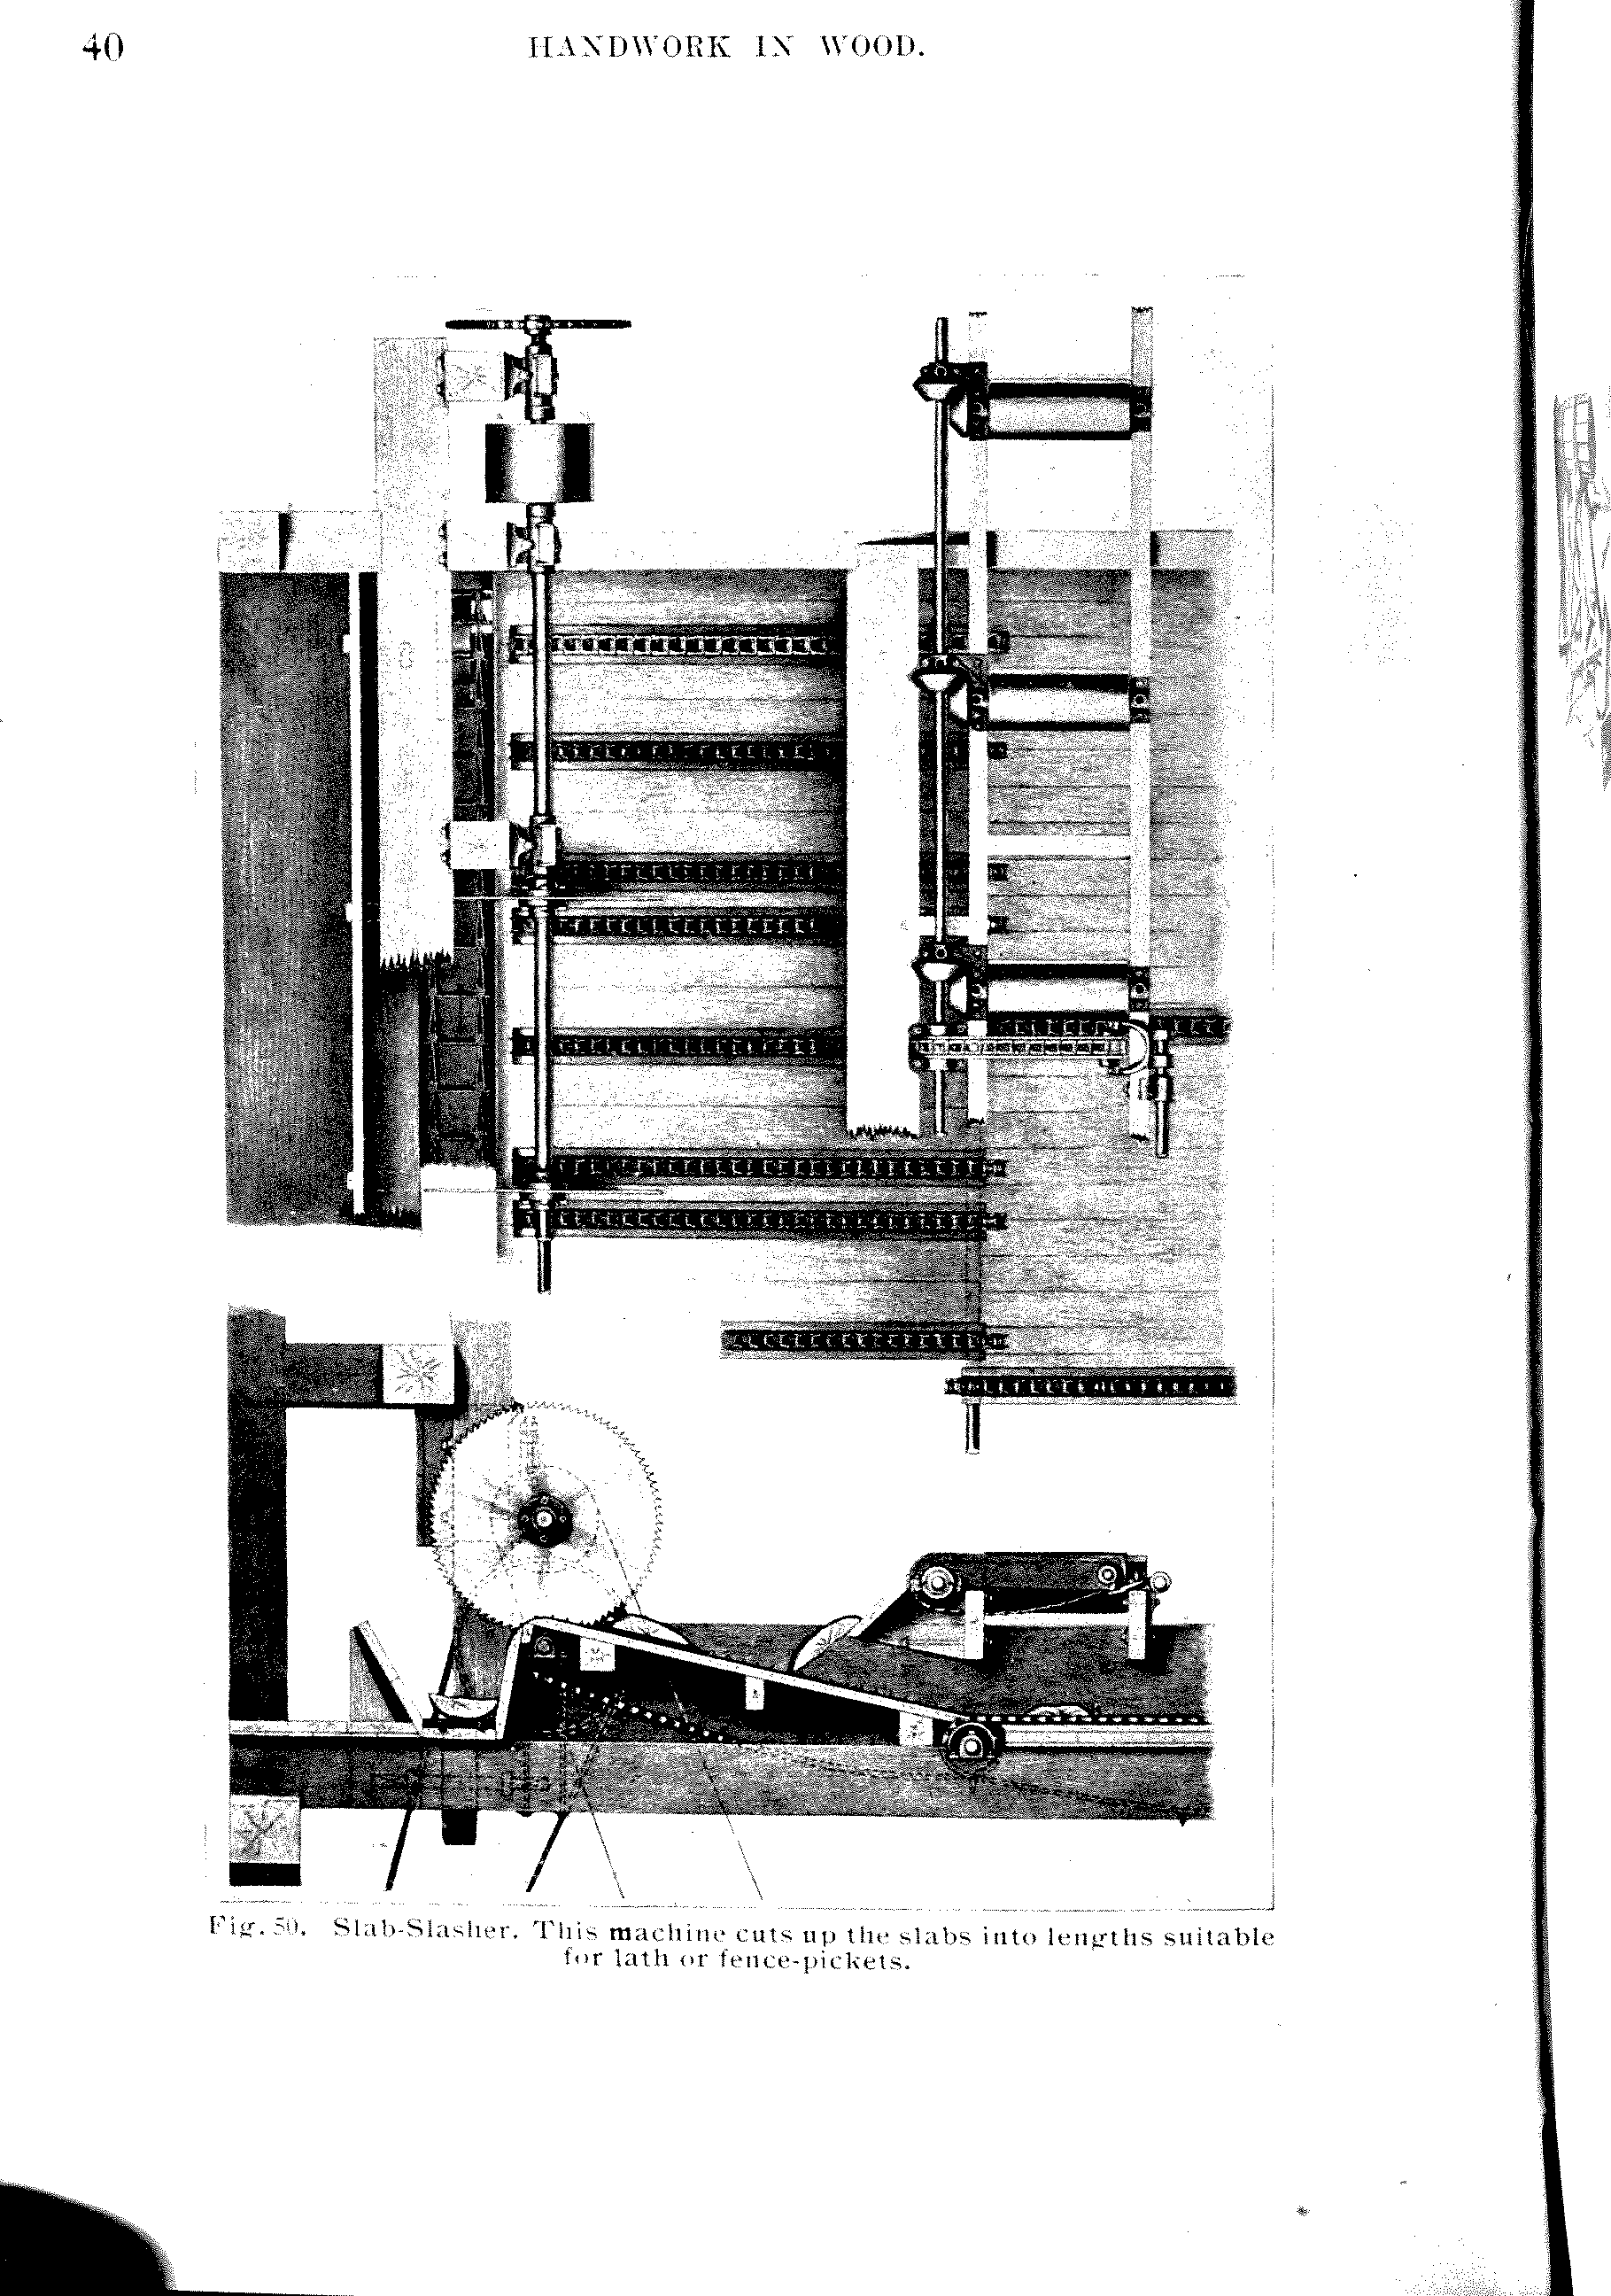 40
HANDWORK IN WOOD.
Fig. 50. Slab-Slasher. This machine cuts up the slabs into lengths suitable
for lath or fence-pickets.